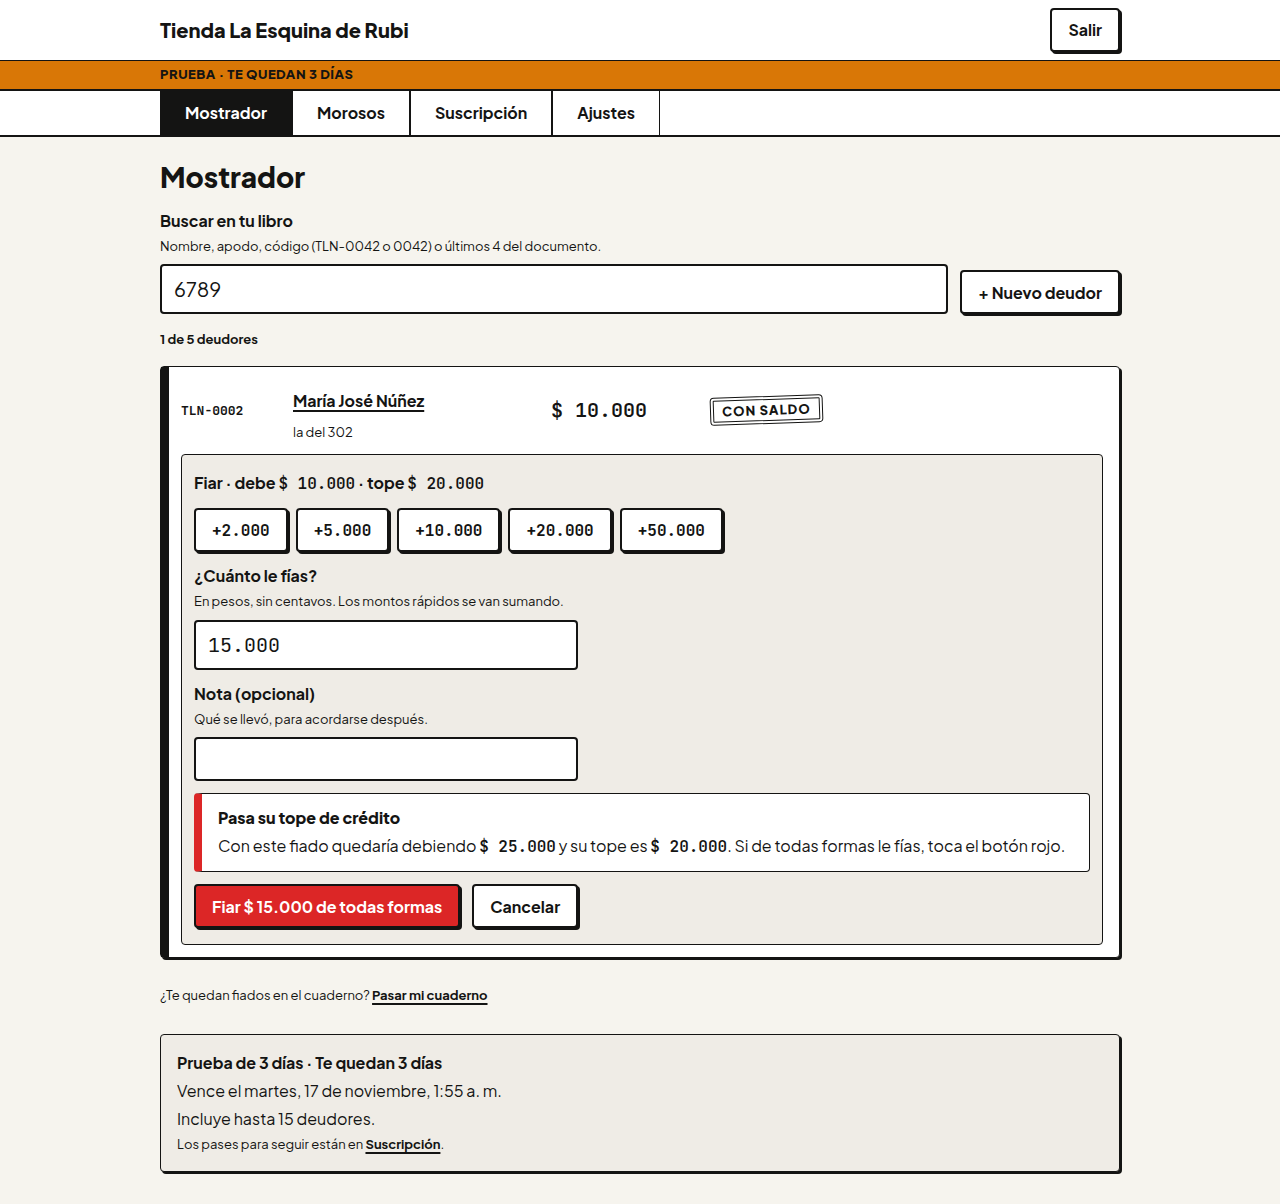 Tienda La Esquina de Rubi
Salir
PRUEBA · TE QUEDAN 3 DÍAS
Mostrador
Morosos
Suscripción
Ajustes
Mostrador
Buscar en tu libro
Nombre, apodo, código (TLN-0042 o 0042) o últimos 4 del documento.
6789
+ Nuevo deudor
1 de 5 deudores
TLN-0002
María José Núñez
la del 302
$ 10.000
CON SALDO
Fiar · debe $ 10.000 · tope $ 20.000
+2.000
+5.000
+10.000
+20.000
+50.000
¿Cuánto le fías?
En pesos, sin centavos. Los montos rápidos se van sumando.
15.000
Nota (opcional)
Qué se llevó, para acordarse después.
Pasa su tope de crédito
Con este fiado quedaría debiendo $ 25.000 y su tope es $ 20.000. Si de todas formas le fías, toca el botón rojo.
Fiar $ 15.000 de todas formas
Cancelar
¿Te quedan fiados en el cuaderno? Pasar mi cuaderno
Prueba de 3 días · Te quedan 3 días
Vence el martes, 17 de noviembre, 1:55 a. m.
Incluye hasta 15 deudores.
Los pases para seguir están en Suscripción.